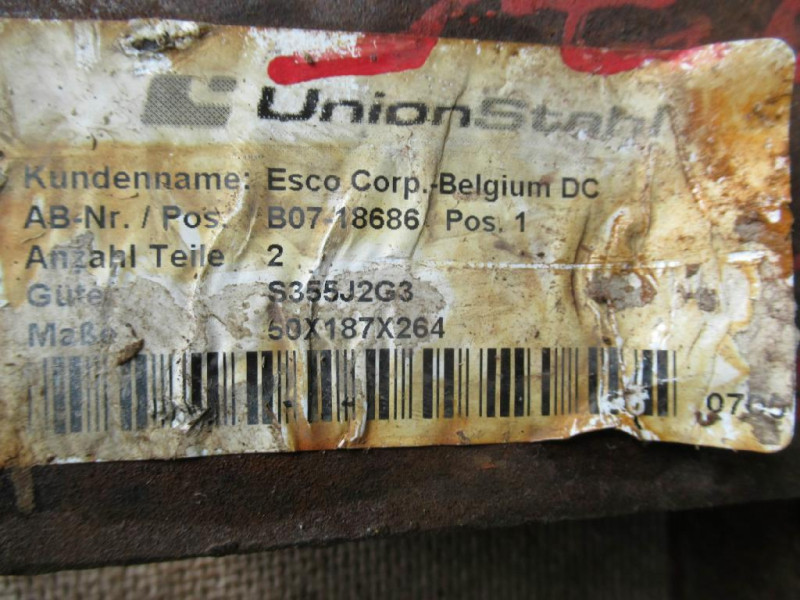 UnionStahl
Kundenname: Esco Corp.-Belgium DC
AB-Nr. / Pos. B07-18686 Pos. 1
Anzahl Teile 2
Güte S355J2G3
Maße 50X187X264